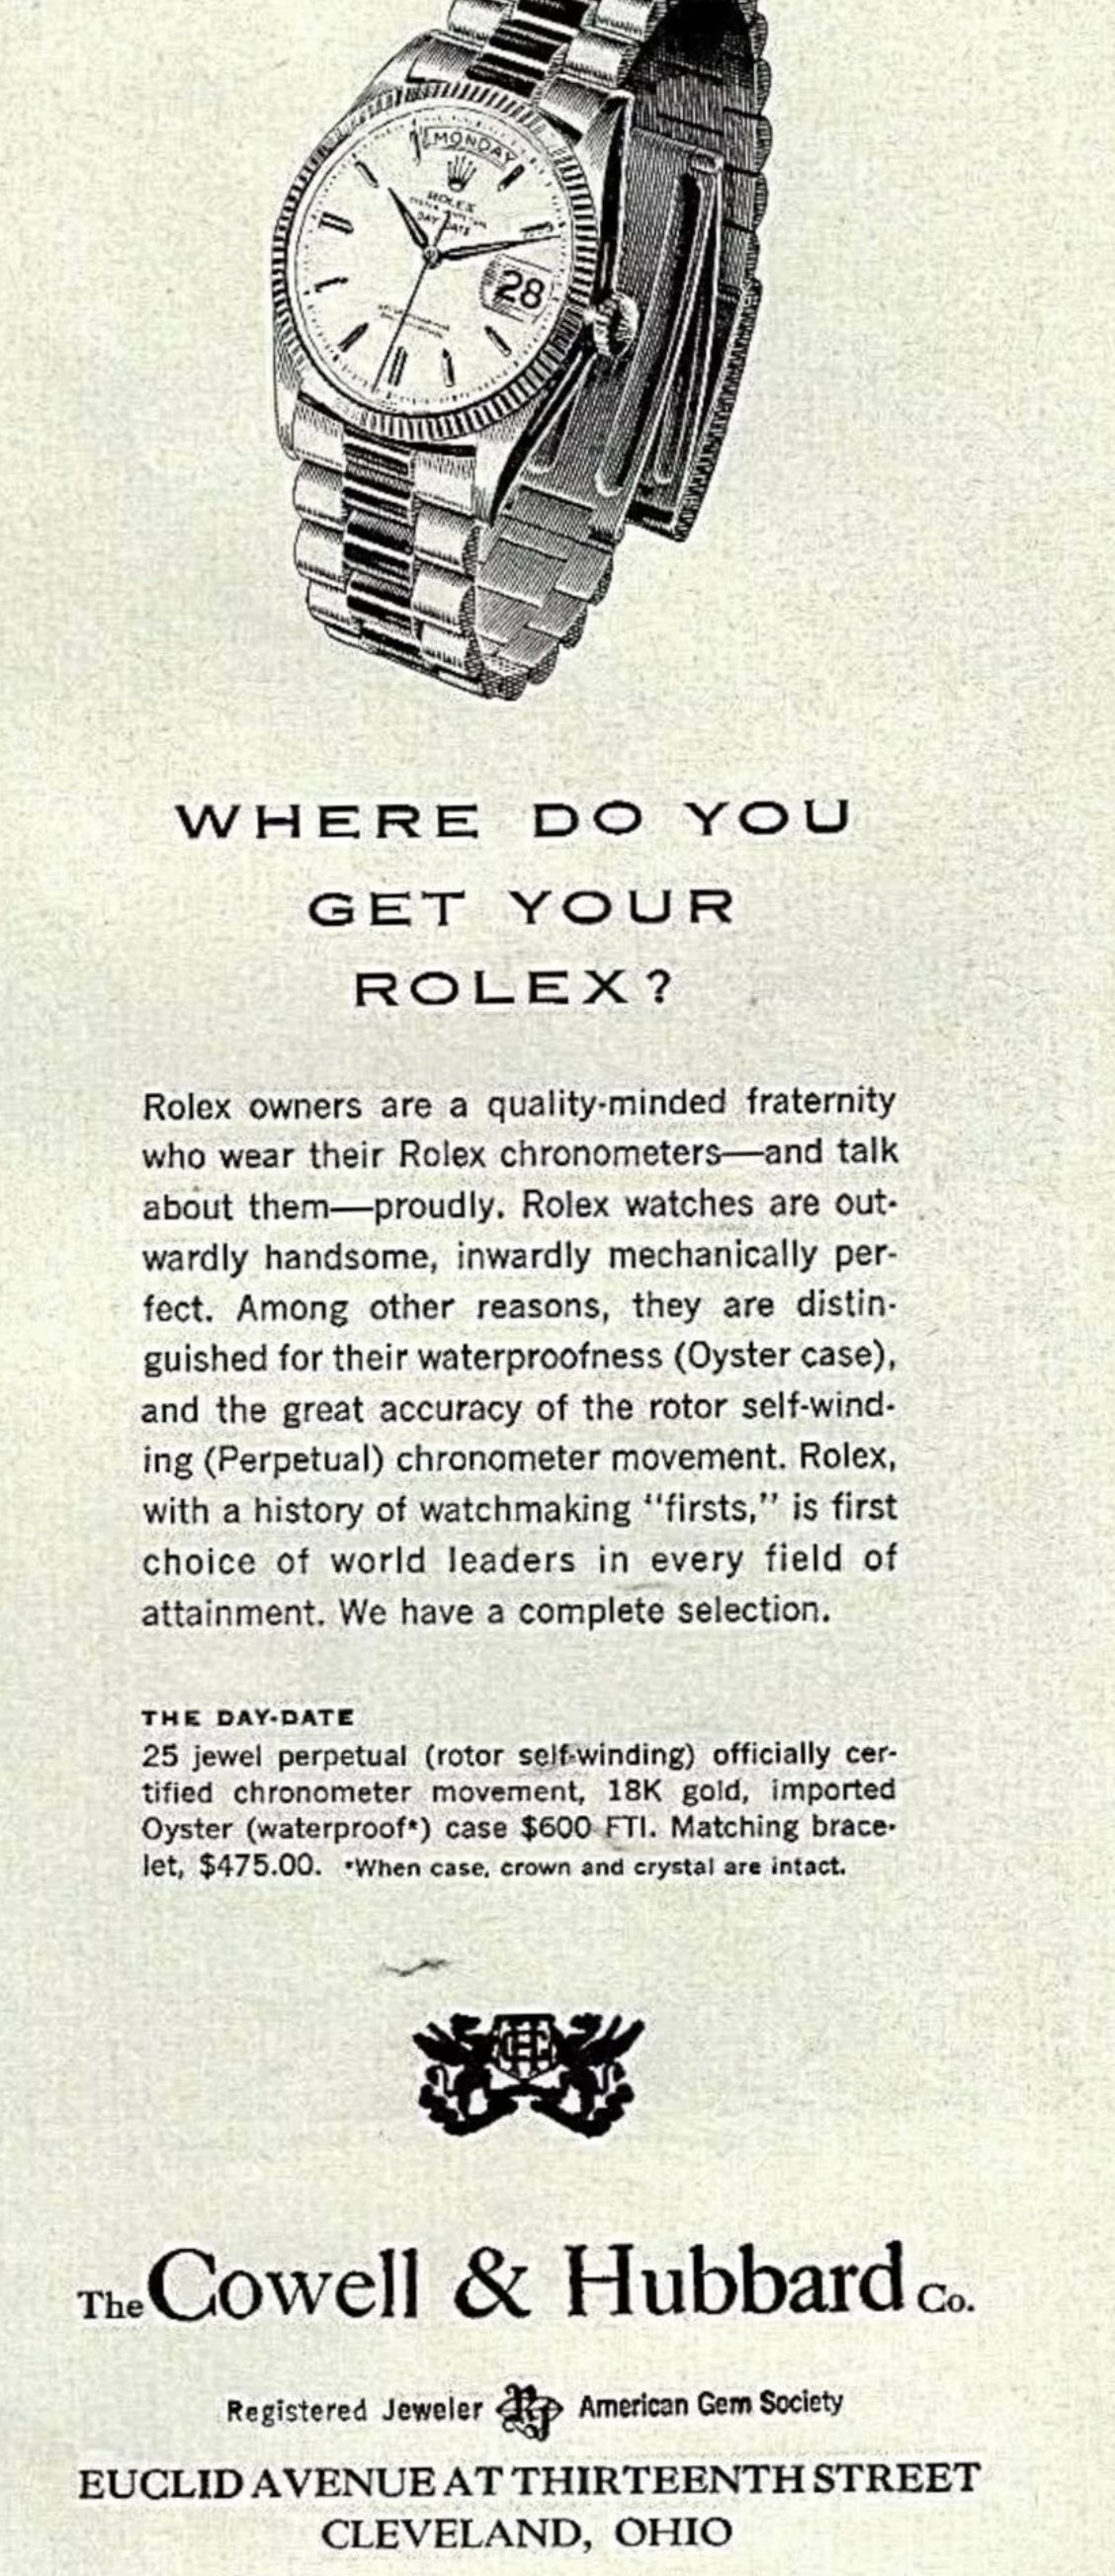 MONDAY
ROLEX
DAY-DATE
28
WHERE DO YOU
GET YOUR
ROLEX?
Rolex owners are a quality-minded fraternity
who wear their Rolex chronometers—and talk
about them—proudly. Rolex watches are out-
wardly handsome, inwardly mechanically per-
fect. Among other reasons, they are distin-
guished for their waterproofness (Oyster case),
and the great accuracy of the rotor self-wind-
ing (Perpetual) chronometer movement. Rolex,
with a history of watchmaking “firsts,” is first
choice of world leaders in every field of
attainment. We have a complete selection.
THE DAY-DATE
25 jewel perpetual (rotor self-winding) officially cer-
tified chronometer movement, 18K gold, imported
Oyster (waterproof*) case $600 FTI. Matching brace-
let, $475.00. *When case, crown and crystal are intact.
The Cowell & Hubbard Co.
Registered Jeweler RJ American Gem Society
EUCLID AVENUE AT THIRTEENTH STREET
CLEVELAND, OHIO